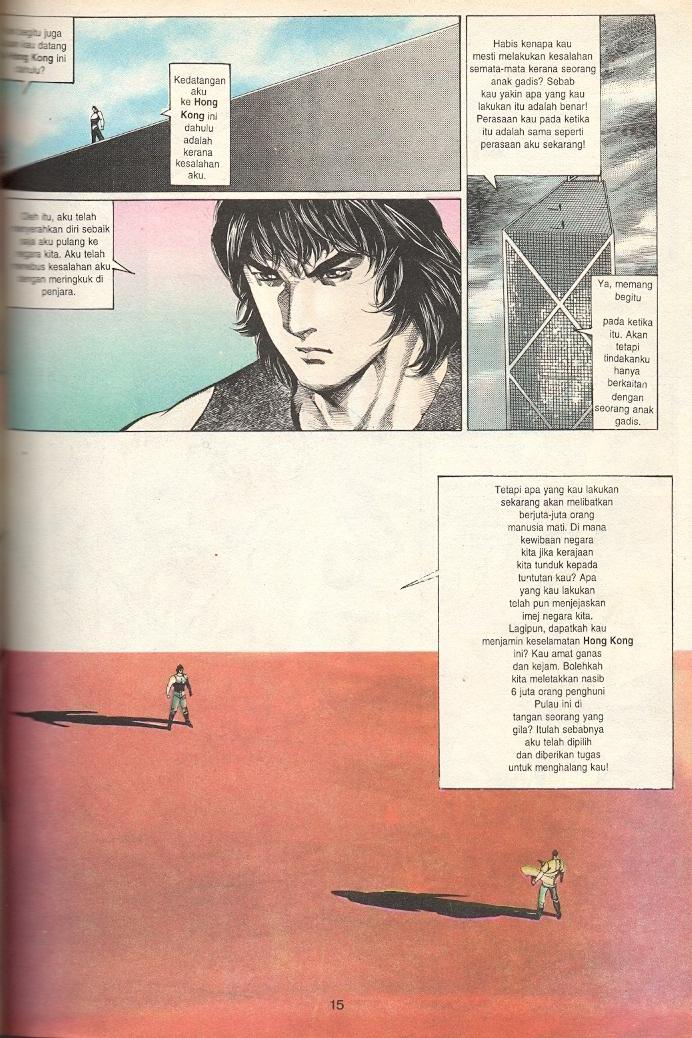 begitu juga
kau datang
Hong Kong ini
dahulu?
Kedatangan
aku
ke Hong
Kong ini
dahulu
adalah
kerana
kesalahan
aku.
Habis kenapa kau
mesti melakukan kesalahan
semata-mata kerana seorang
anak gadis? Sebab
kau yakin apa yang kau
lakukan itu adalah benar!
Perasaan kau pada ketika
itu adalah sama seperti
perasaan aku sekarang!
Ya, memang
begitu
pada ketika
itu. Akan
tetapi
tindakanku
hanya
berkaitan
dengan
seorang anak
gadis.
Oleh itu, aku telah
menyerahkan diri sebaik
saja aku pulang ke
negara kita. Aku telah
menebus kesalahan aku
dengan meringkuk di
penjara.
Tetapi apa yang kau lakukan
sekarang akan melibatkan
berjuta-juta orang
manusia mati. Di mana
kewibaan negara
kita jika kerajaan
kita tunduk kepada
tuntutan kau? Apa
yang kau lakukan
telah pun menjejaskan
imej negara kita.
Lagipun, dapatkah kau
menjamin keselamatan Hong Kong
ini? Kau amat ganas
dan kejam. Bolehkah
kita meletakkan nasib
6 juta orang penghuni
Pulau ini di
tangan seorang yang
gila? Itulah sebabnya
aku telah dipilih
dan diberikan tugas
untuk menghalang kau!
15